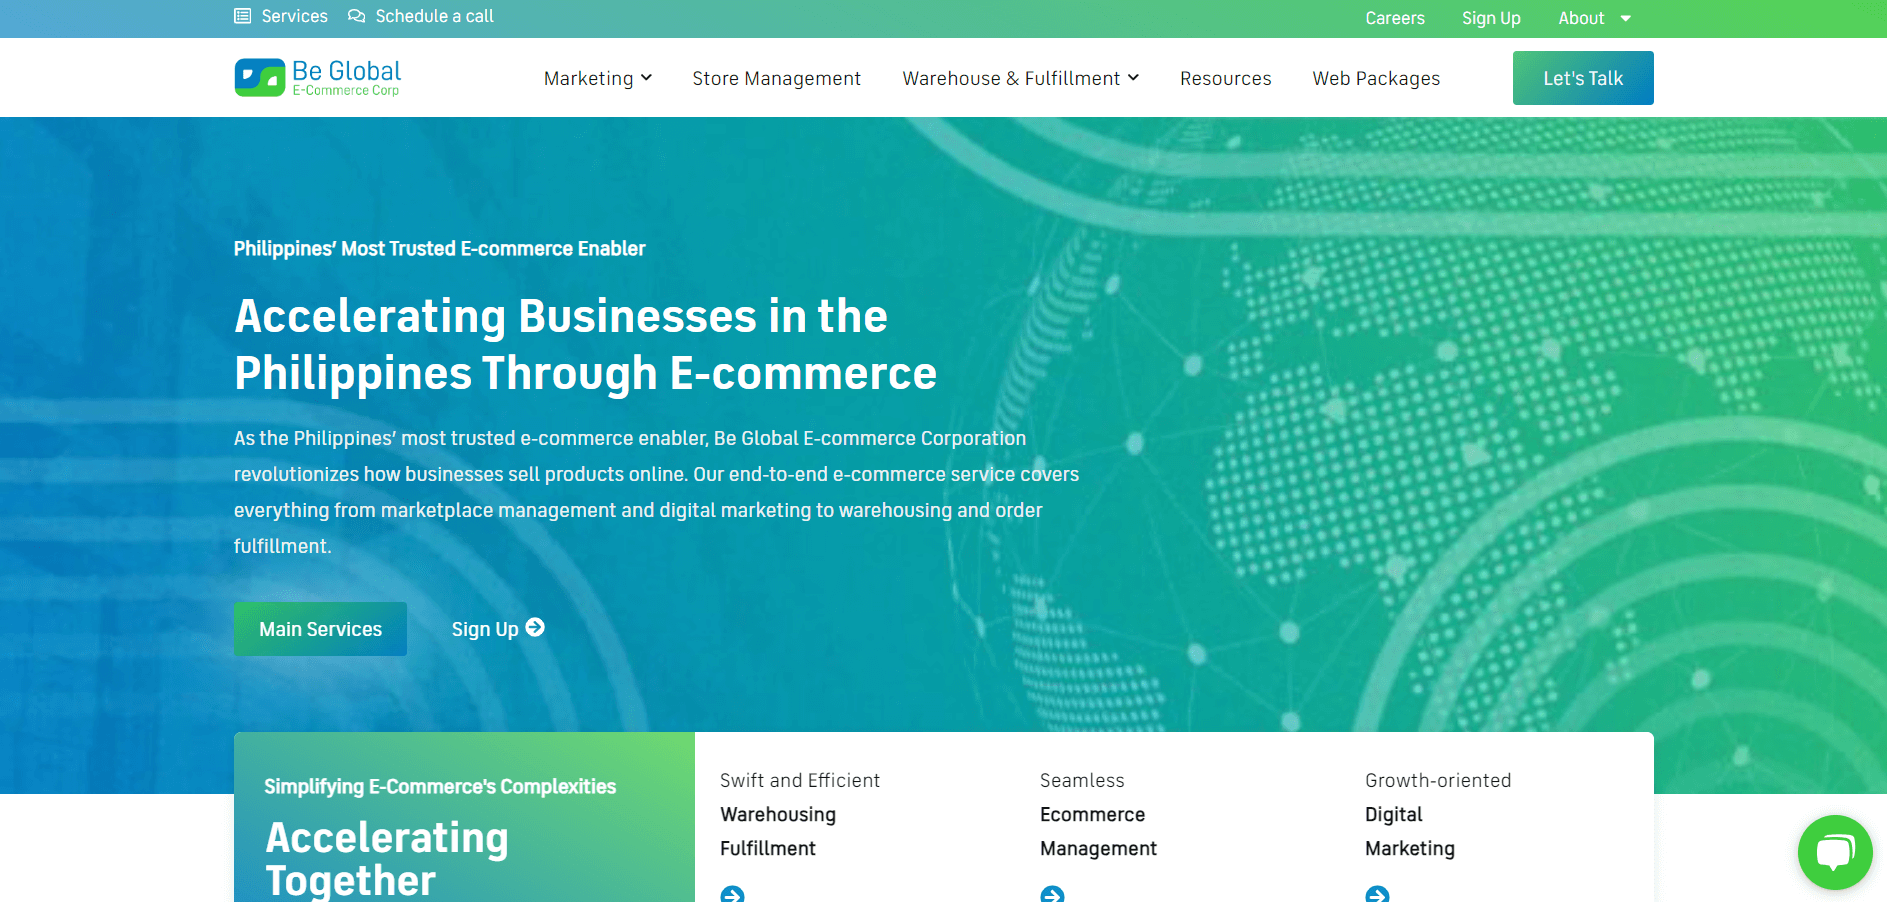 Services
Schedule a call
Careers
Sign Up
About
Be Global
E-Commerce Corp
Marketing
Store Management
Warehouse & Fulfillment
Resources
Web Packages
Let's Talk
Philippines’ Most Trusted E-commerce Enabler
Accelerating Businesses in the
Philippines Through E-commerce
As the Philippines’ most trusted e-commerce enabler, Be Global E-commerce Corporation
revolutionizes how businesses sell products online. Our end-to-end e-commerce service covers
everything from marketplace management and digital marketing to warehousing and order
fulfillment.
Main Services
Sign Up
Simplifying E-Commerce's Complexities
Accelerating
Together
Swift and Efficient
Warehousing
Fulfillment
Seamless
Ecommerce
Management
Growth-oriented
Digital
Marketing